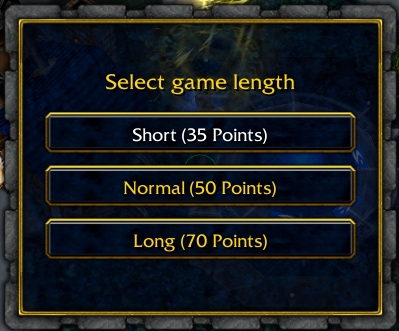 Select game length
Short (35 Points)
Normal (50 Points)
Long (70 Points)